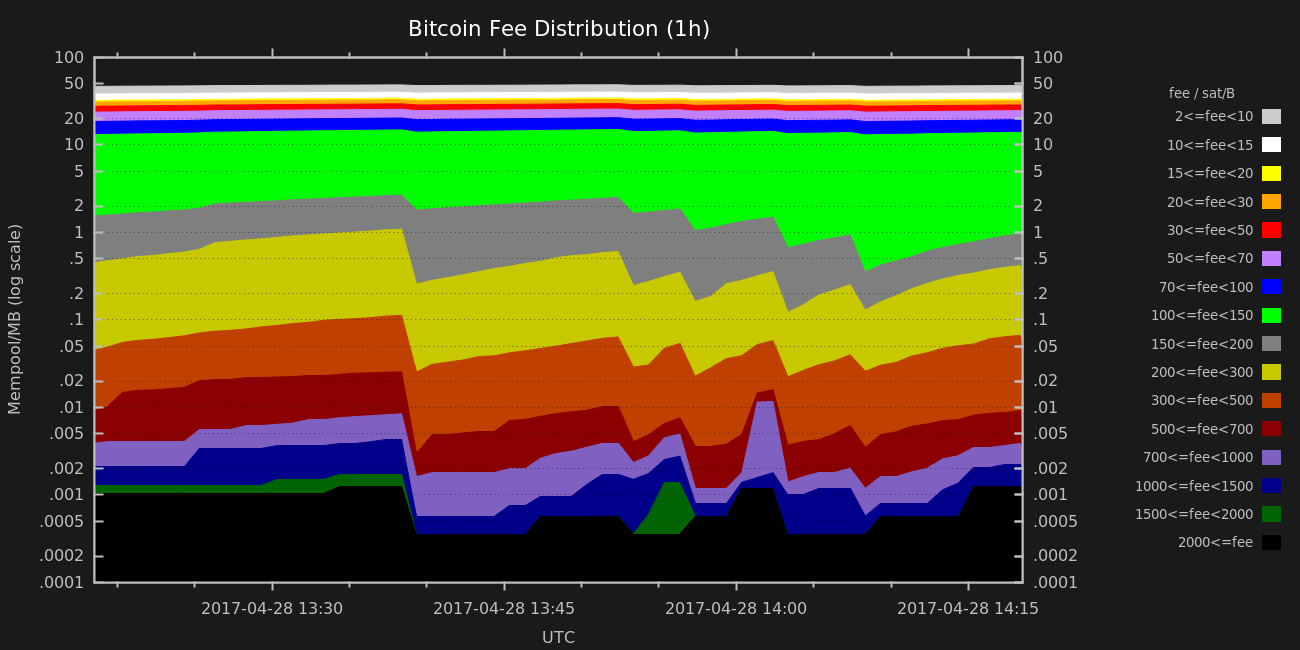 Bitcoin Fee Distribution (1h)
100
50
20
10
5
2
1
.5
.2
.1
.05
.02
.01
.005
.002
.001
.0005
.0002
.0001
Mempool/MB (log scale)
100
50
20
10
5
2
1
.5
.2
.1
.05
.02
.01
.005
.002
.001
.0005
.0002
.0001
2017-04-28 13:30
2017-04-28 13:45
2017-04-28 14:00
2017-04-28 14:15
UTC
fee / sat/B
2<=fee<10
10<=fee<15
15<=fee<20
20<=fee<30
30<=fee<50
50<=fee<70
70<=fee<100
100<=fee<150
150<=fee<200
200<=fee<300
300<=fee<500
500<=fee<700
700<=fee<1000
1000<=fee<1500
1500<=fee<2000
2000<=fee